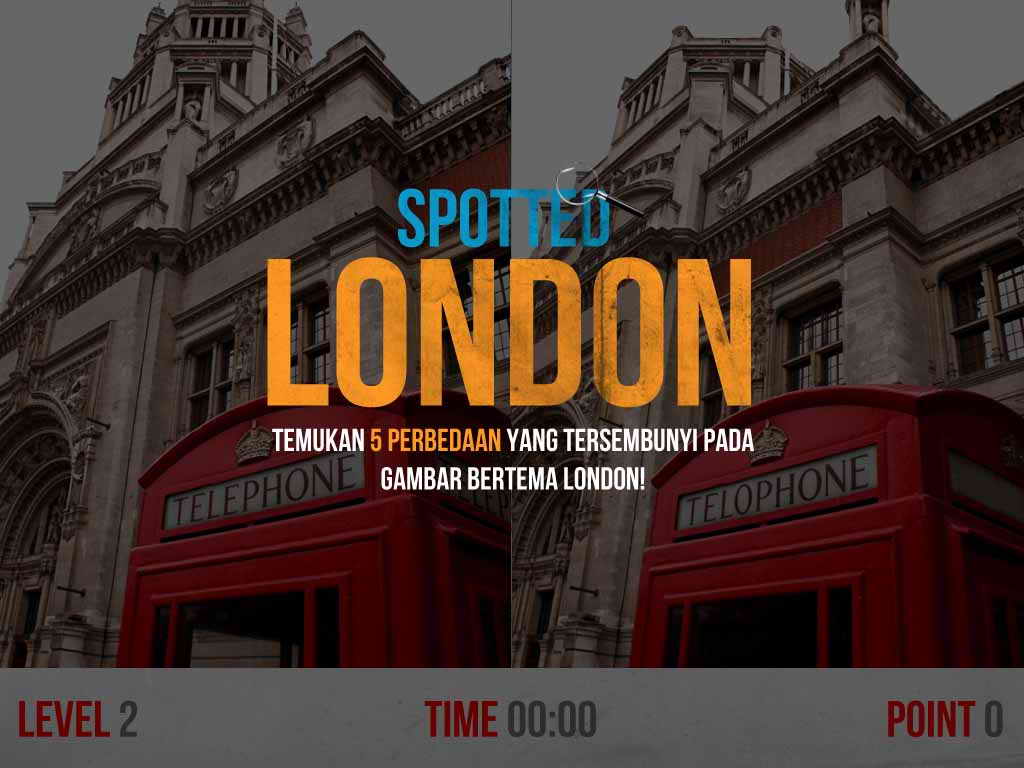 SPOTTED
LONDON
TEMUKAN 5 PERBEDAAN YANG TERSEMBUNYI PADA
GAMBAR BERTEMA LONDON!
TELEPHONE
TELOPHONE
LEVEL 2
TIME 00:00
POINT 0